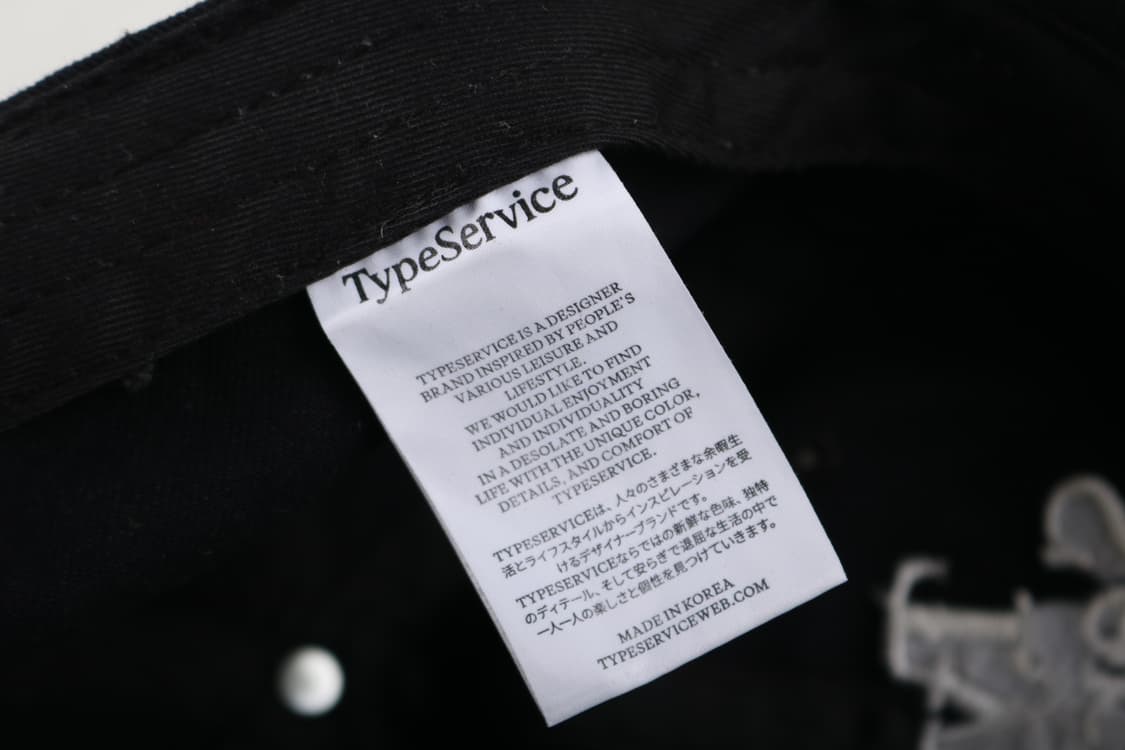 TypeService
TYPESERVICE IS A DESIGNER
BRAND INSPIRED BY PEOPLE'S
VARIOUS LEISURE AND
LIFESTYLE.
WE WOULD LIKE TO FIND
INDIVIDUAL ENJOYMENT
AND INDIVIDUALITY
IN A DESOLATE AND BORING
LIFE WITH THE UNIQUE COLOR,
DETAILS, AND COMFORT OF
TYPESERVICE.
TYPESERVICEは、人々のさまざまな余暇生
活とライフスタイルからインスピレーションを受
けるデザイナーブランドです。
TYPESERVICEならではの新鮮な色味、独特
のディテール、そして安らぎで退屈な生活の中で
一人一人の楽しさと個性を見つけていきます。
MADE IN KOREA
TYPESERVICEWEB.COM